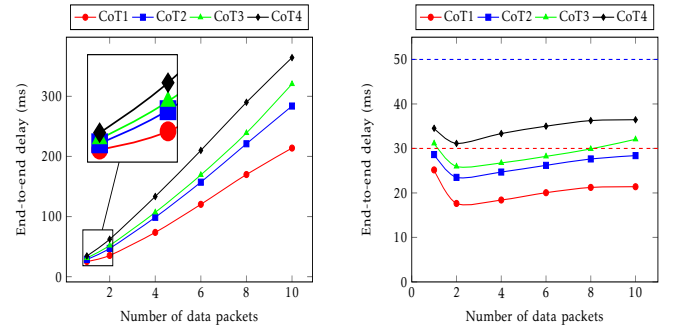 CoT1 CoT2 CoT3 CoT4
End-to-end delay (ms)
300
200
100
0
2 4 6 8 10
Number of data packets
CoT1 CoT2 CoT3 CoT4
End-to-end delay (ms)
50
40
30
20
10
0
0 2 4 6 8 10
Number of data packets